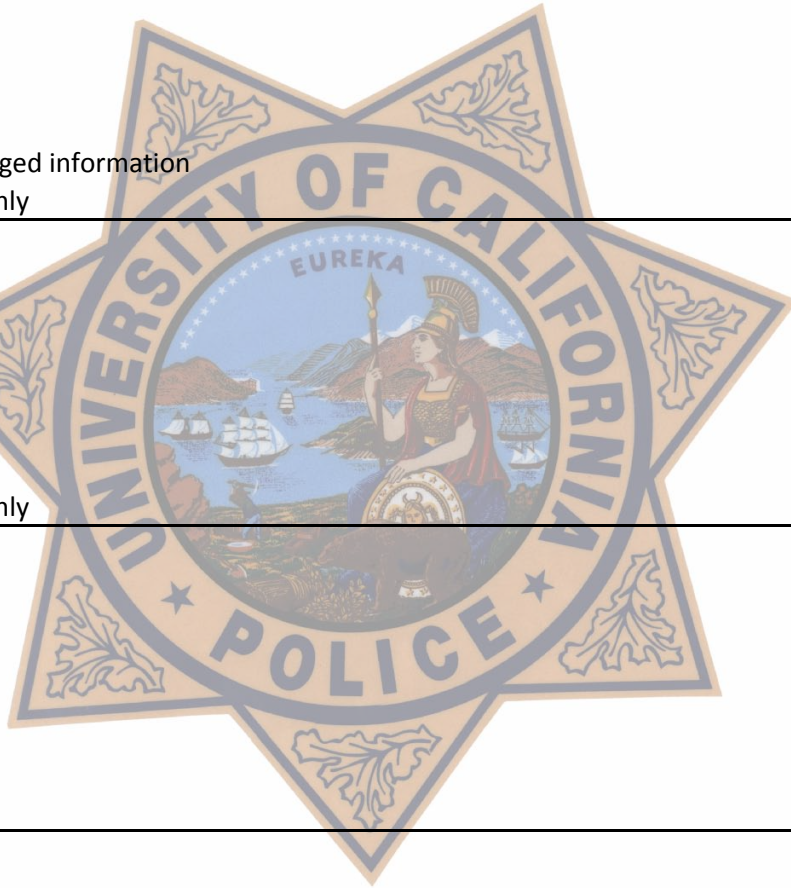 ged information
nly
UNIVERSITY OF CALIFORNIA
EUREKA
nly
POLICE